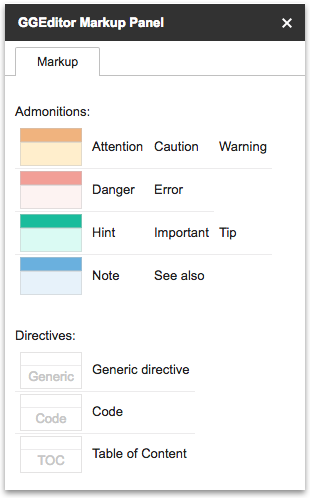 GGEditor Markup Panel ×
Markup
Admonitions:
Attention Caution Warning
Danger Error
Hint Important Tip
Note See also
Directives:
Generic Generic directive
Code Code
TOC Table of Content